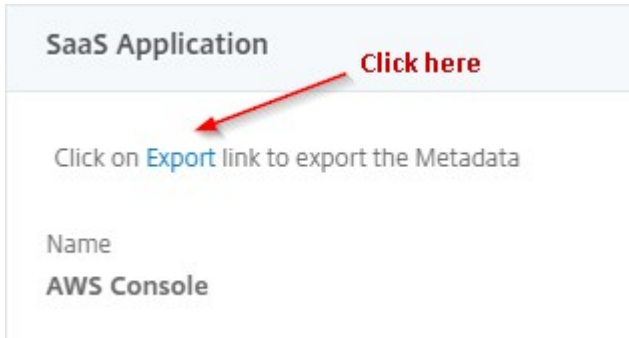 SaaS Application
Click here
Click on Export link to export the Metadata
Name
AWS Console